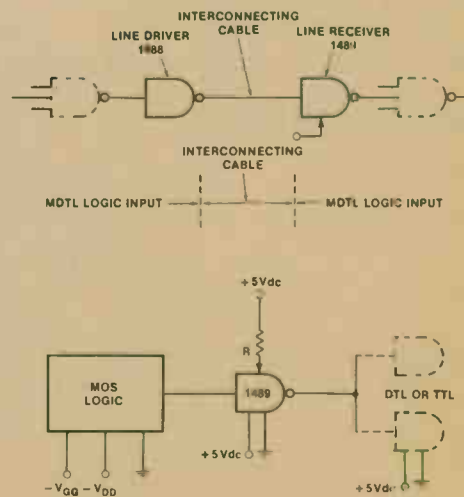 INTERCONNECTING
CABLE
LINE DRIVER
1488
LINE RECEIVER
1489
INTERCONNECTING
CABLE
MDTL LOGIC INPUT
MDTL LOGIC INPUT
+5Vdc
R
MOS
LOGIC
1489
DTL OR TTL
+5Vdc
-VGG -VDD
+5Vdc